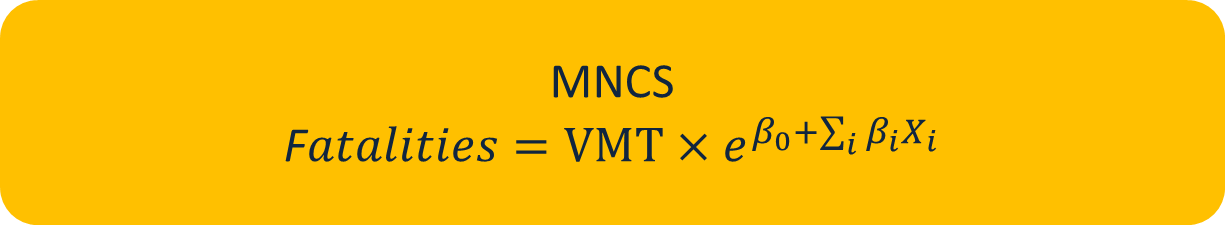 MNCS
𝐹𝑎𝑡𝑎𝑙𝑖𝑡𝑖𝑒𝑠 = VMT × 𝑒^{𝛽₀+∑ᵢ 𝛽ᵢ𝑥ᵢ}